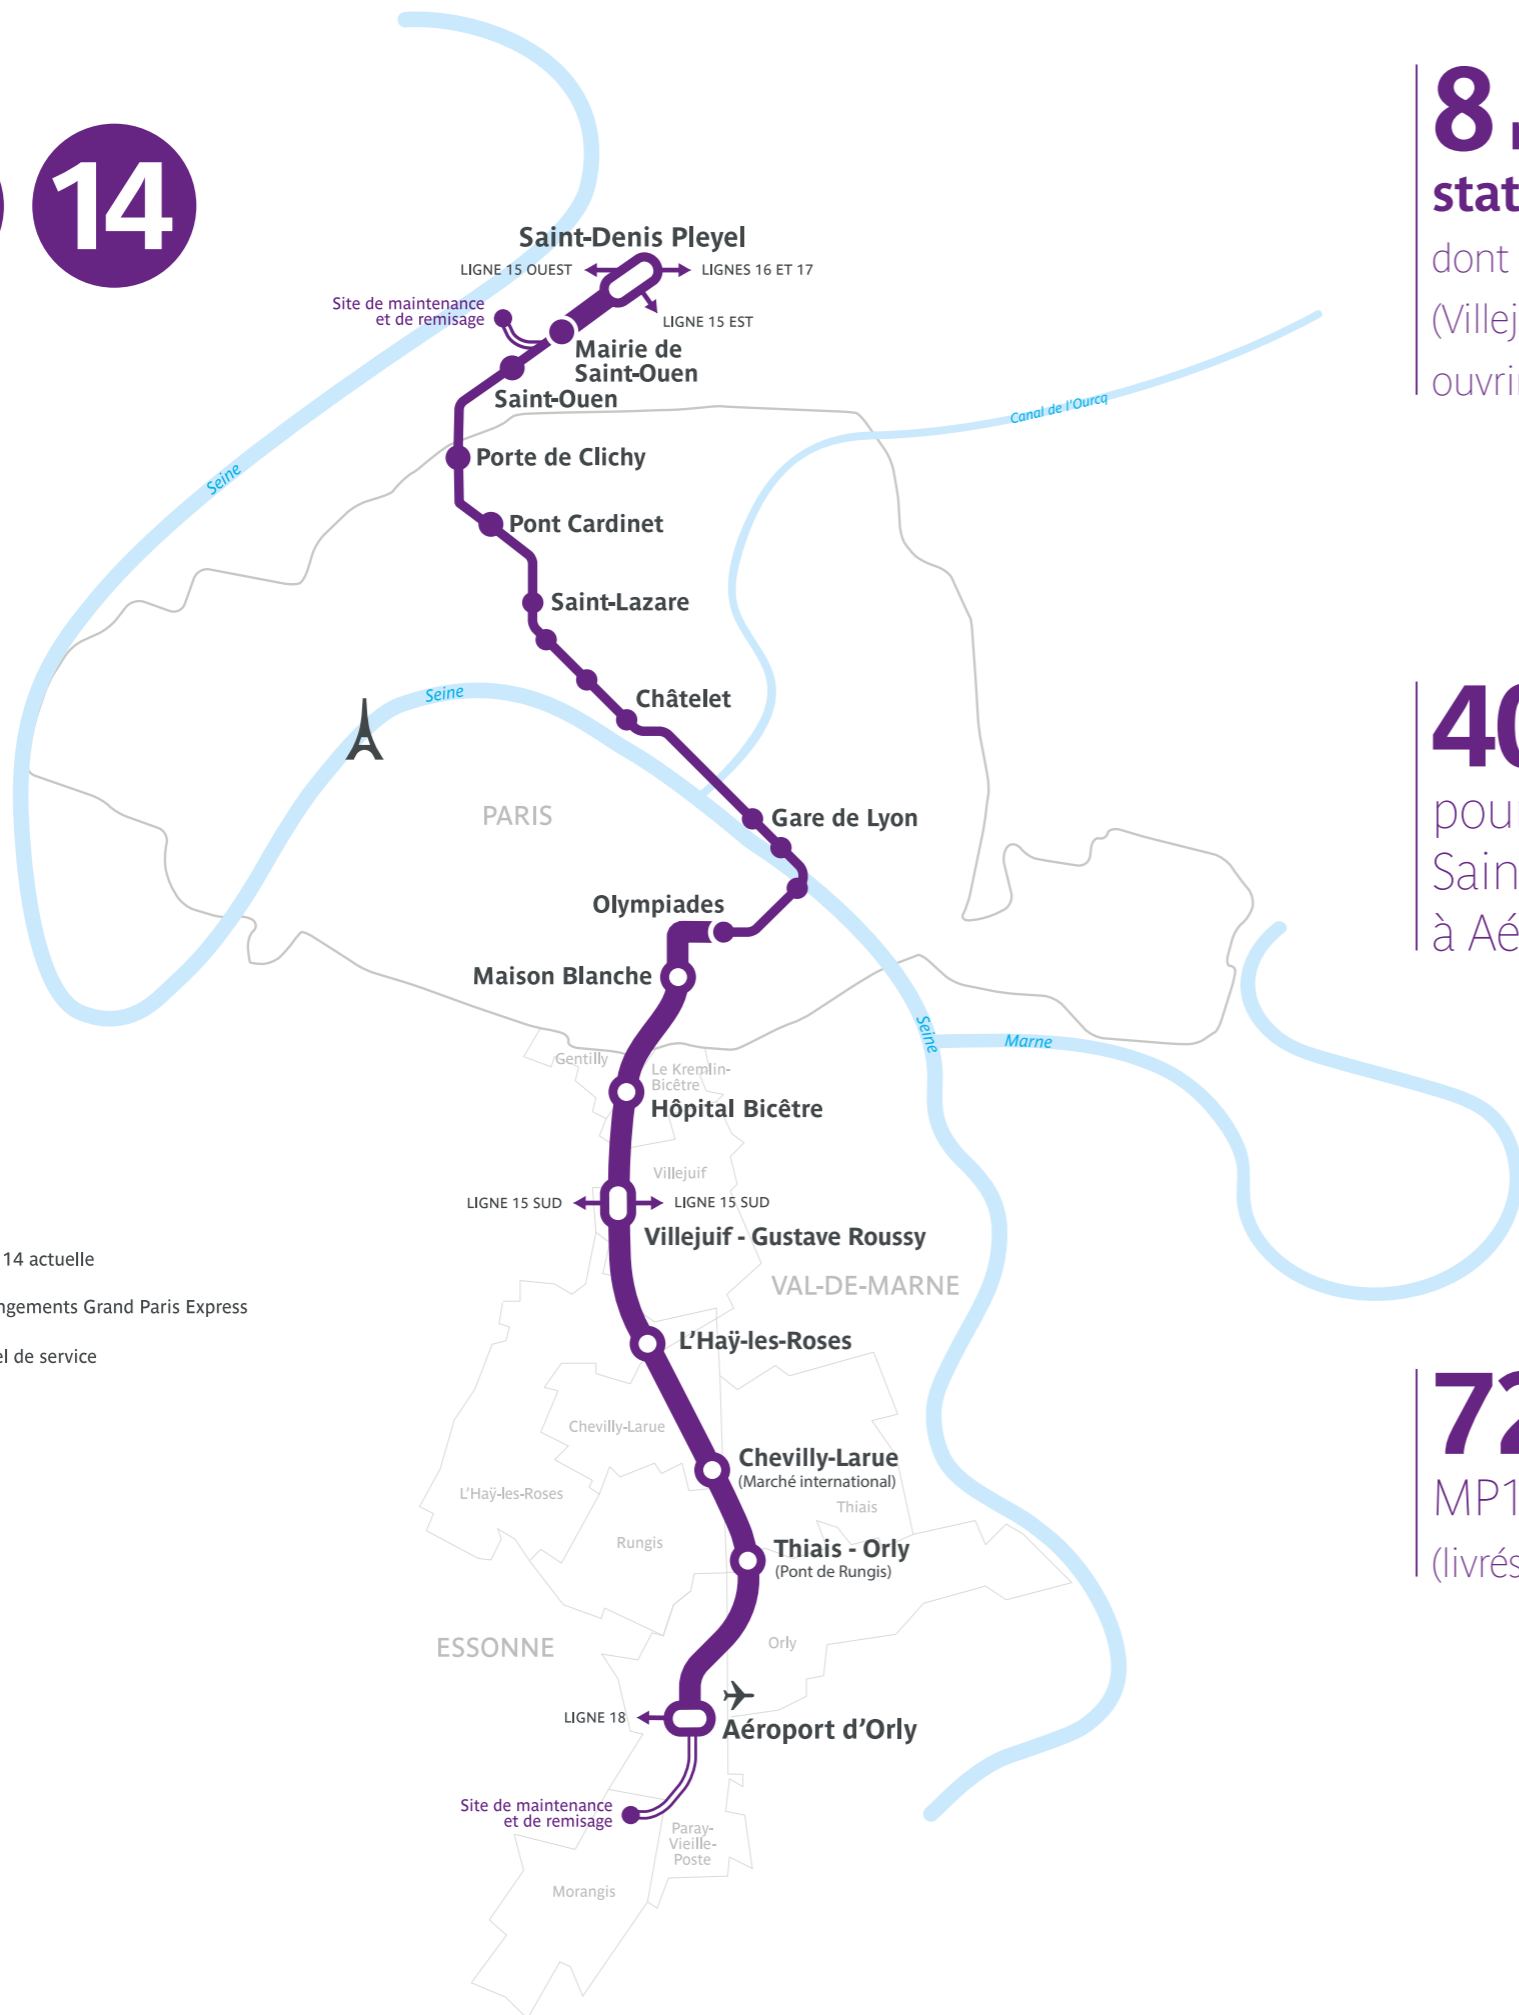 14
Saint-Denis Pleyel
LIGNE 15 OUEST
LIGNES 16 ET 17
Site de maintenance
et de remisage
LIGNE 15 EST
Mairie de
Saint-Ouen
Saint-Ouen
Canal de l'Ourcq
Porte de Clichy
Seine
Pont Cardinet
Saint-Lazare
Seine
Châtelet
PARIS
Gare de Lyon
Olympiades
Maison Blanche
Seine
Marne
Gentilly
Le Kremlin-
Bicêtre
Hôpital Bicêtre
Villejuif
LIGNE 15 SUD
LIGNE 15 SUD
Villejuif - Gustave Roussy
VAL-DE-MARNE
L'Haÿ-les-Roses
Chevilly-Larue
Chevilly-Larue
(Marché international)
L'Haÿ-les-Roses
Thiais
Rungis
Thiais - Orly
(Pont de Rungis)
ESSONNE
Orly
LIGNE 18
Aéroport d'Orly
Site de maintenance
et de remisage
Paray-
Vieille-
Poste
Morangis
14 actuelle
ngements Grand Paris Express
el de service
8
stat
dont
(Villej
ouvri
40
pour
Sain
à Aé
72
MP1
(livrés